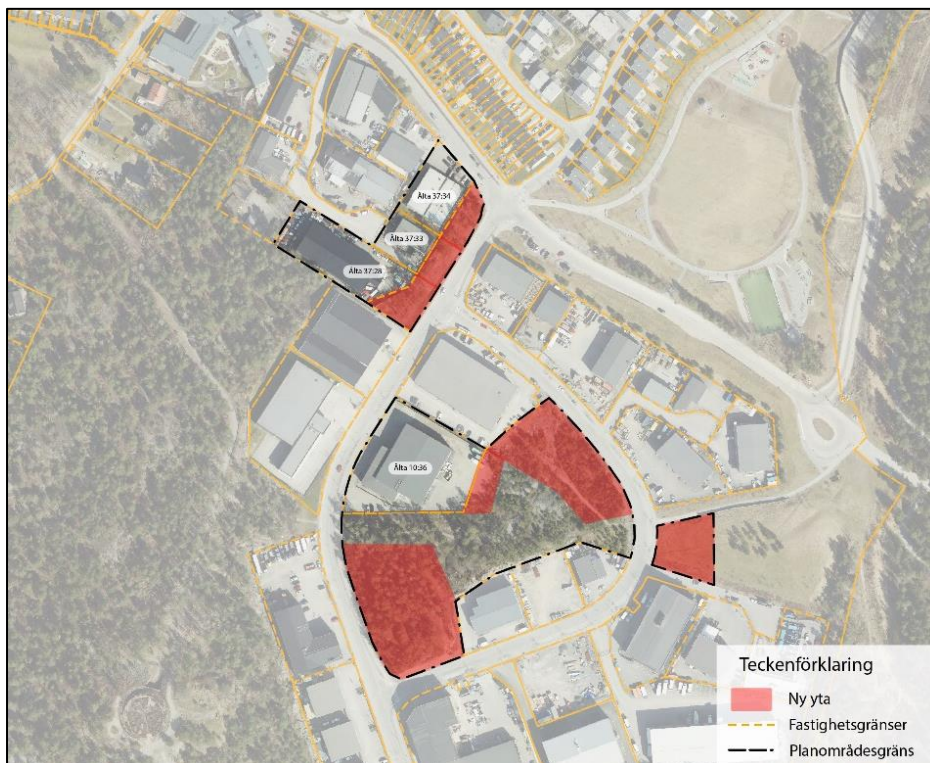 Älta 37:34
Älta 37:33
Älta 37:28
Älta 10:36
Teckenförklaring
Ny yta
Fastighetsgränser
Planområdesgräns